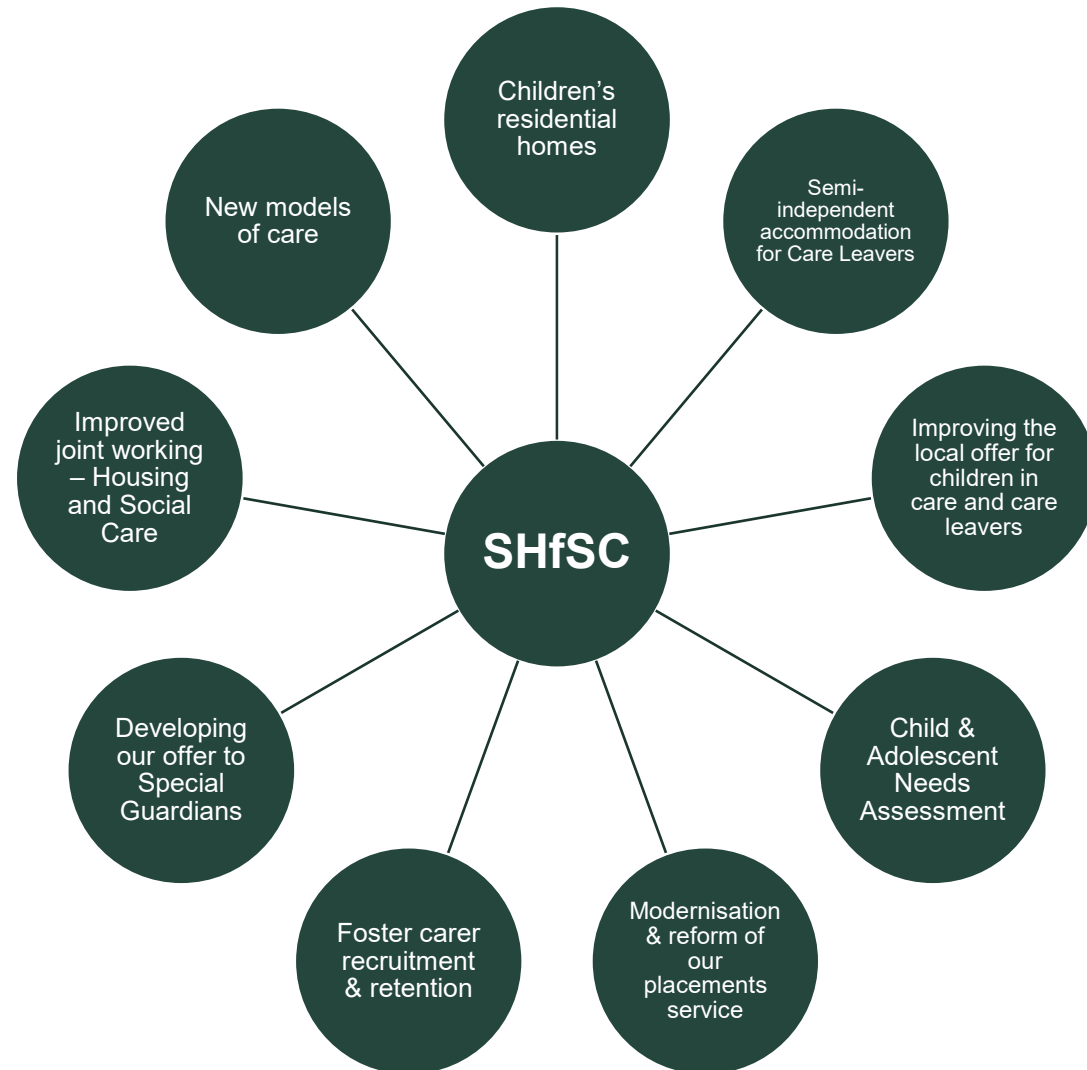 Children’s
residential
homes
Semi-
independent
accommodation
for Care Leavers
Improving the
local offer for
children in
care and care
leavers
Child &
Adolescent
Needs
Assessment
Modernisation
& reform of
our
placements
service
Foster carer
recruitment
& retention
Developing
our offer to
Special
Guardians
Improved
joint working
– Housing
and Social
Care
New models
of care
SHfSC